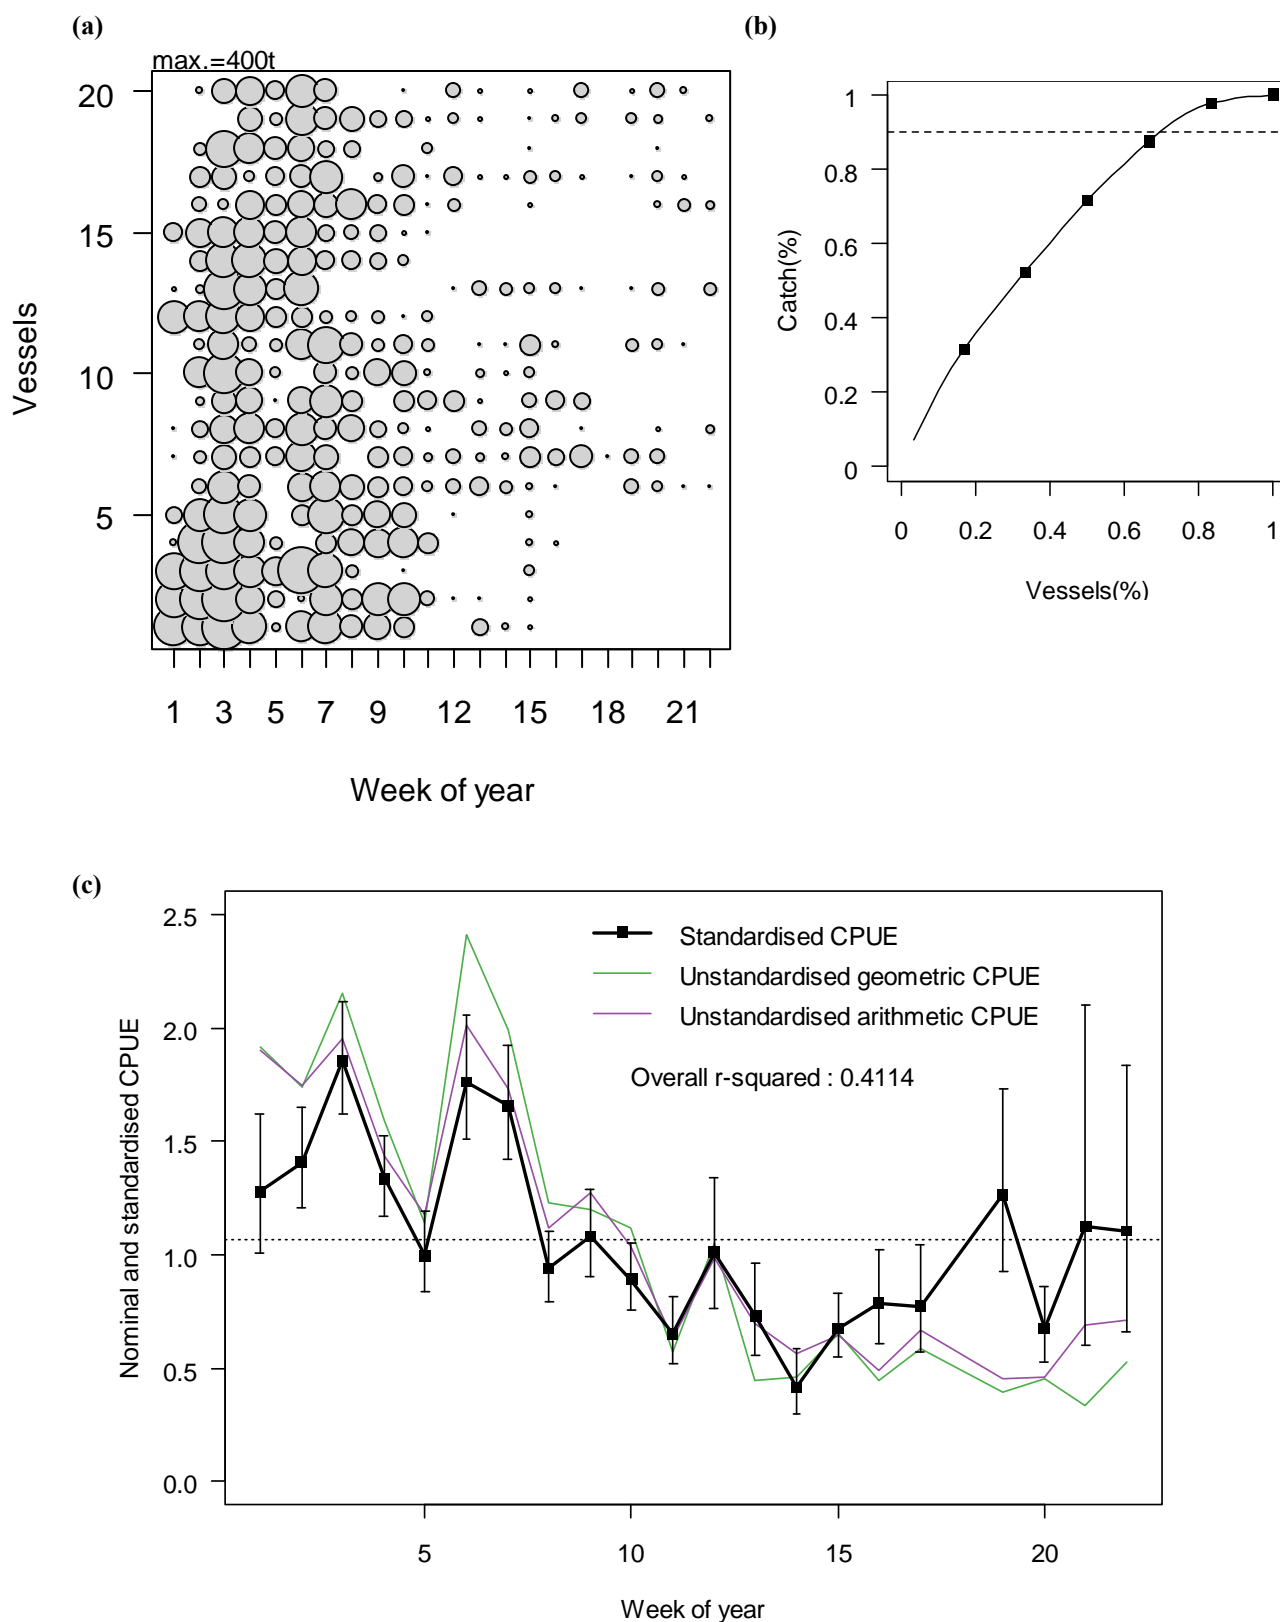 (a)
max.=400t
20
15
10
5
Vessels
1 3 5 7 9 12 15 18 21
Week of year
(b)
1
0.8
0.6
0.4
0.2
0
Catch(%)
0 0.2 0.4 0.6 0.8 1
Vessels(%)
(c)
2.5
2.0
1.5
1.0
0.5
0.0
Nominal and standardised CPUE
Standardised CPUE
Unstandardised geometric CPUE
Unstandardised arithmetic CPUE
Overall r-squared : 0.4114
5 10 15 20
Week of year